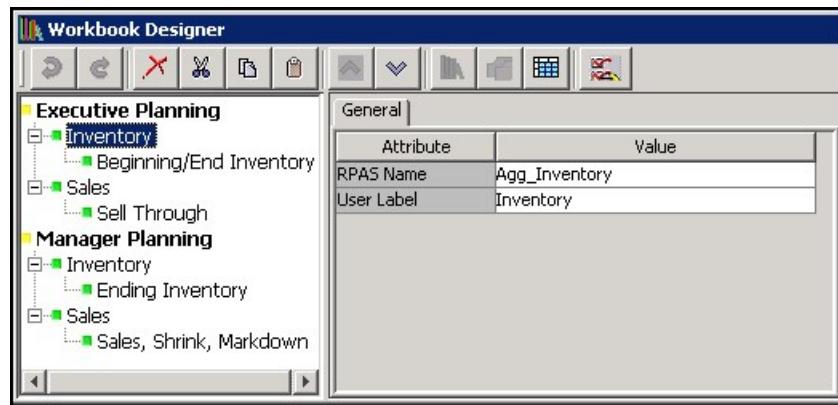 Workbook Designer
Executive Planning
Inventory
Beginning/End Inventory
Sales
Sell Through
Manager Planning
Inventory
Ending Inventory
Sales
Sales, Shrink, Markdown
General
Attribute Value
RPAS Name Agg_Inventory
User Label Inventory